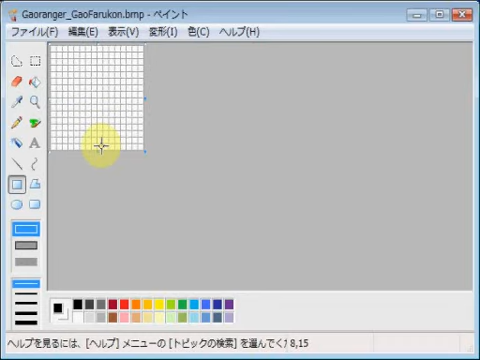 Gaoranger_GaoFarukon.bmp - ペイント
ファイル(F) 編集(E) 表示(V) 変形(I) 色(C) ヘルプ(H)
A
ヘルプを見るには、[ヘルプ] メニューの [トピックの検索] を選んでく 8,15